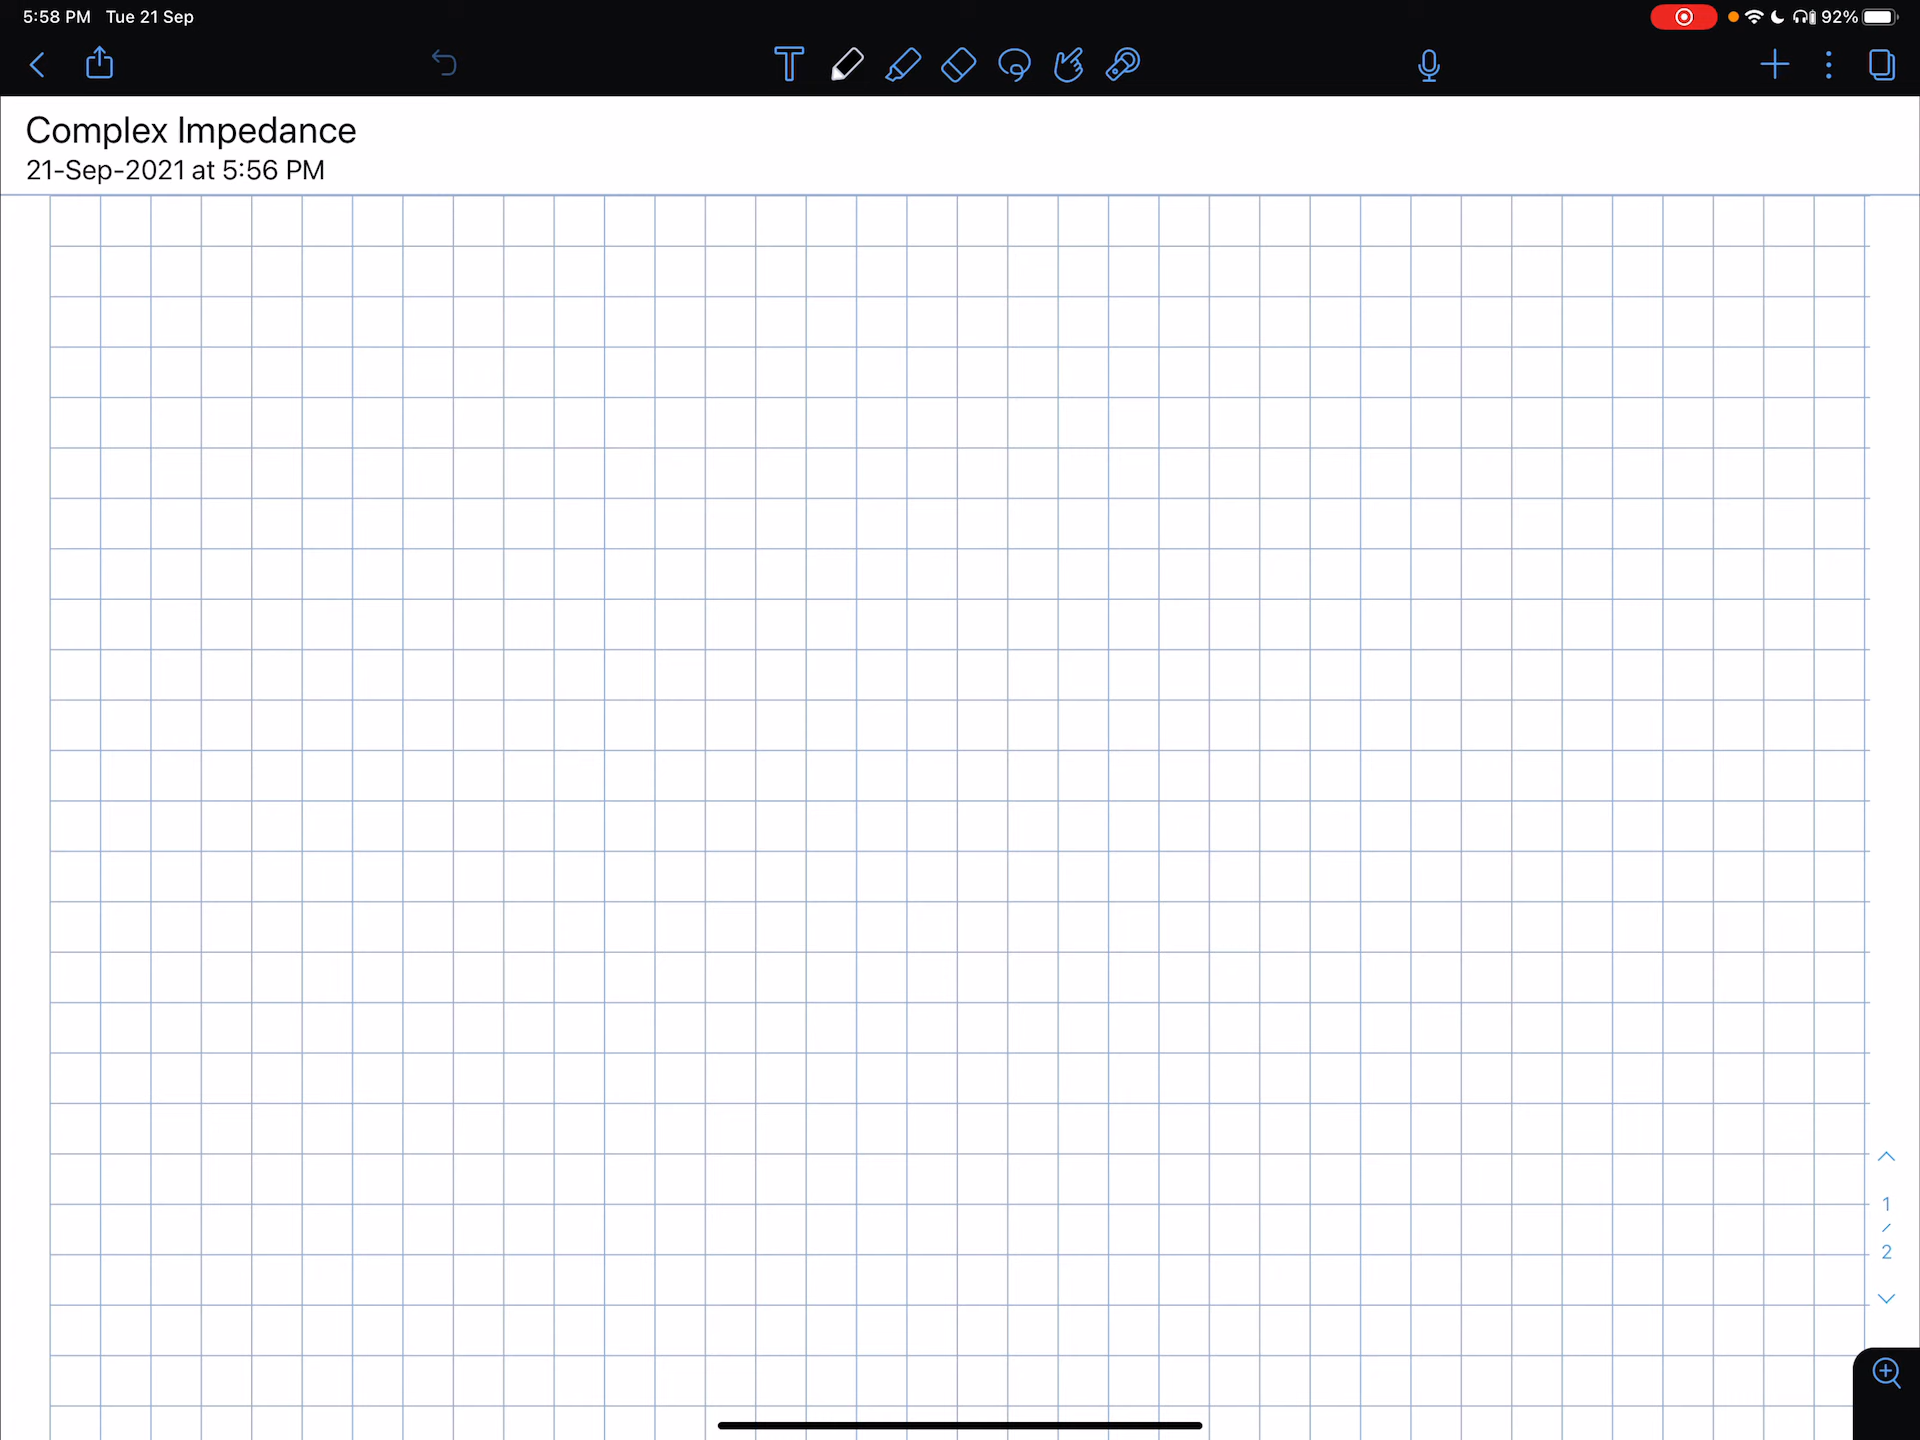 5:58 PM Tue 21 Sep
92%
Complex Impedance
21-Sep-2021 at 5:56 PM
1
/
2